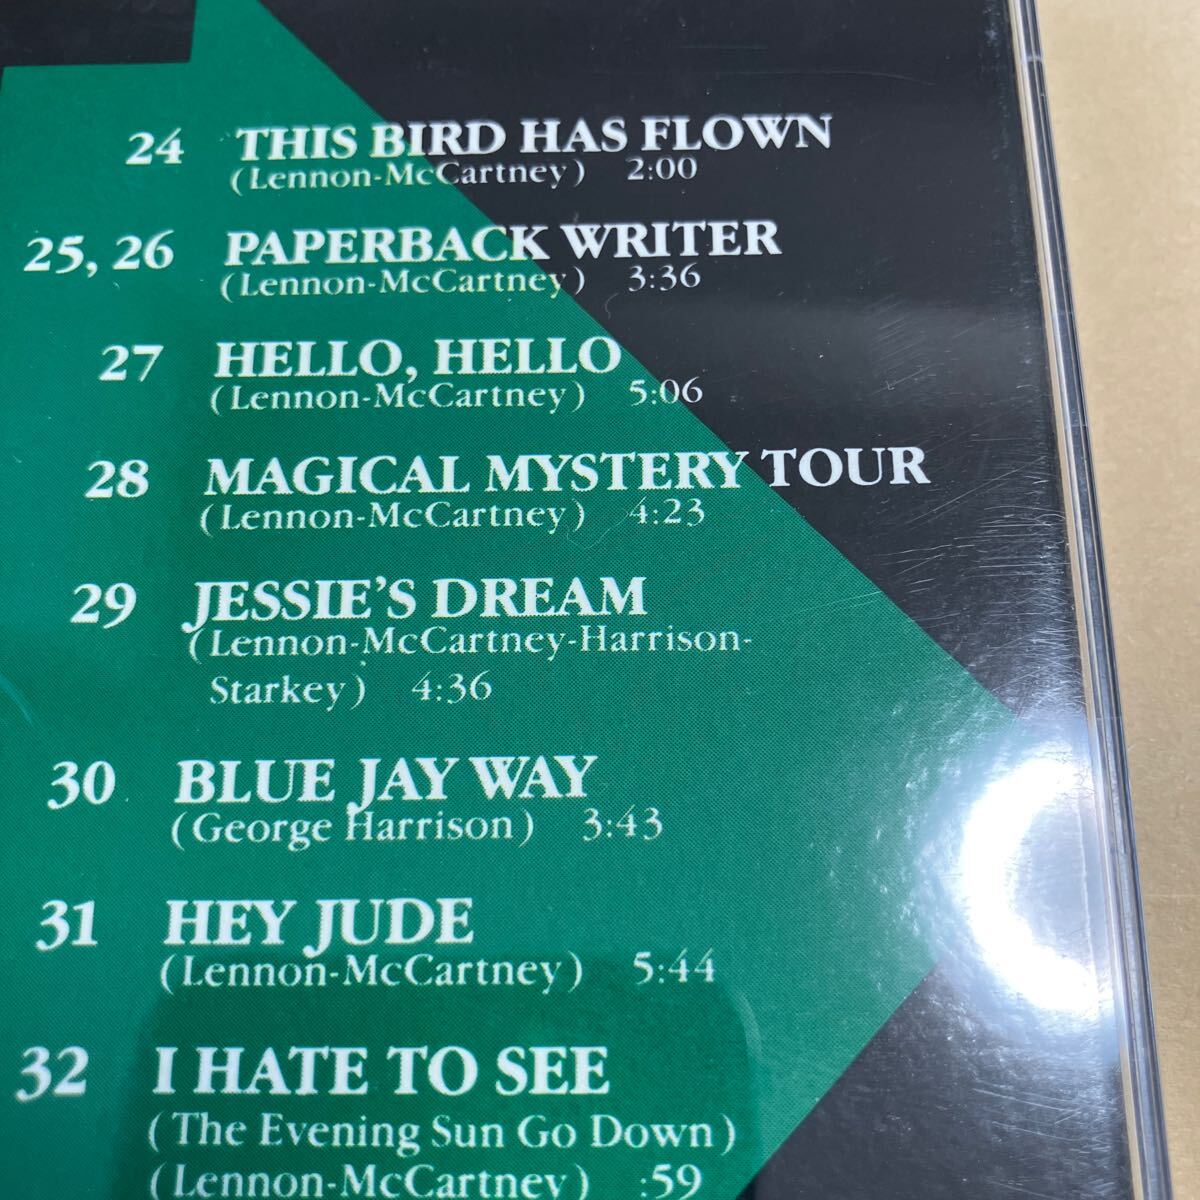 24 THIS BIRD HAS FLOWN
(Lennon-McCartney) 2:00
25, 26 PAPERBACK WRITER
(Lennon-McCartney) 3:36
27 HELLO, HELLO
(Lennon-McCartney) 5:06
28 MAGICAL MYSTERY TOUR
(Lennon-McCartney) 4:23
29 JESSIE'S DREAM
(Lennon-McCartney-Harrison-
Starkey) 4:36
30 BLUE JAY WAY
(George Harrison) 3:43
31 HEY JUDE
(Lennon-McCartney) 5:44
32 I HATE TO SEE
(The Evening Sun Go Down)
(Lennon-McCartney) :59